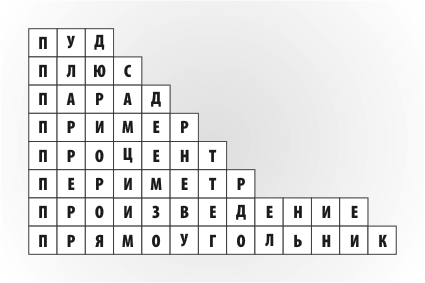 ПУД
ПЛЮС
ПАРАД
ПРИМЕР
ПРОЦЕНТ
ПЕРИМЕТР
ПРОИЗВЕДЕНИЕ
ПРЯМОУГОЛЬНИК